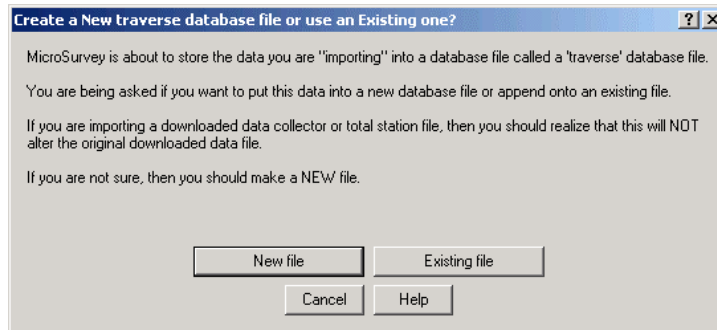 Create a New traverse database file or use an Existing one?
MicroSurvey is about to store the data you are "importing" into a database file called a 'traverse' database file.
You are being asked if you want to put this data into a new database file or append onto an existing file.
If you are importing a downloaded data collector or total station file, then you should realize that this will NOT
alter the original downloaded data file.
If you are not sure, then you should make a NEW file.
New file
Existing file
Cancel
Help